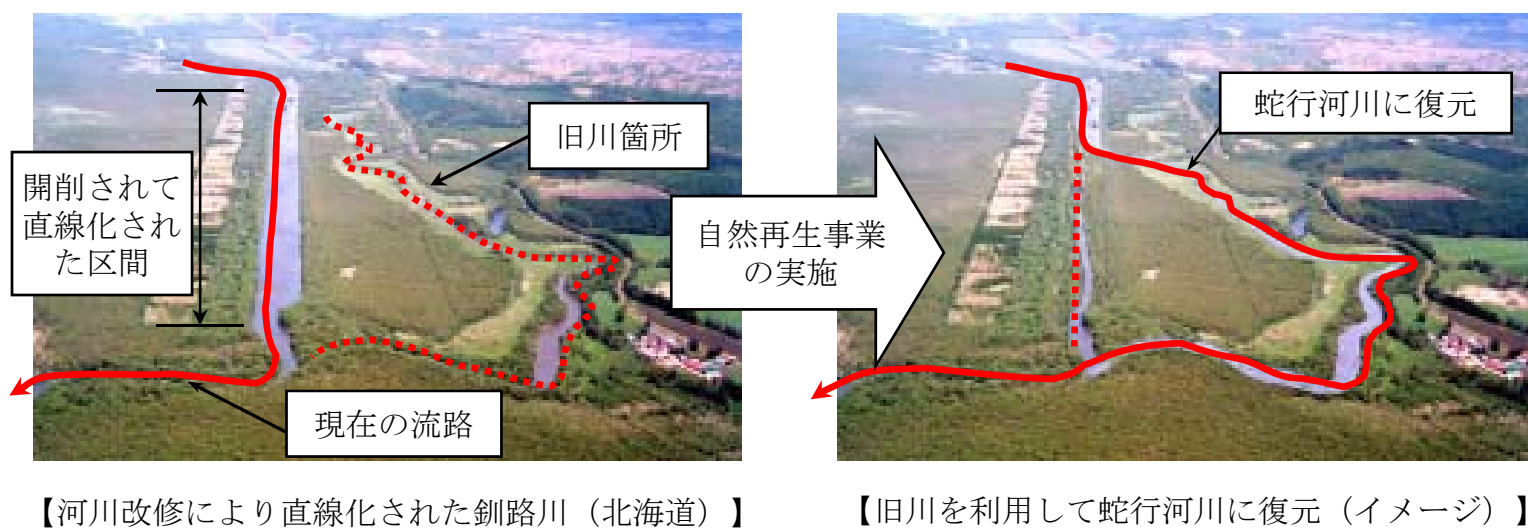 開削されて
直線化され
た区間
旧川箇所
現在の流路
自然再生事業
の実施
蛇行河川に復元
【河川改修により直線化された釧路川（北海道）】
【旧川を利用して蛇行河川に復元（イメージ）】